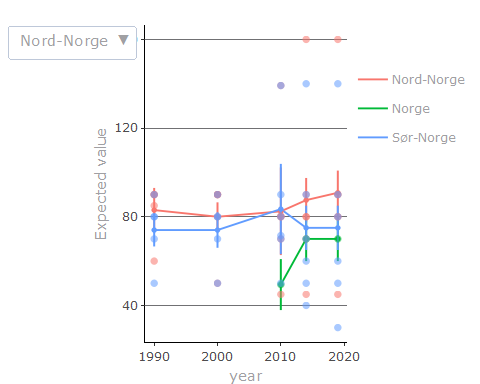 Nord-Norge ▼
120
80
40
Expected value
1990
2000
2010
2020
year
Nord-Norge
Norge
Sør-Norge